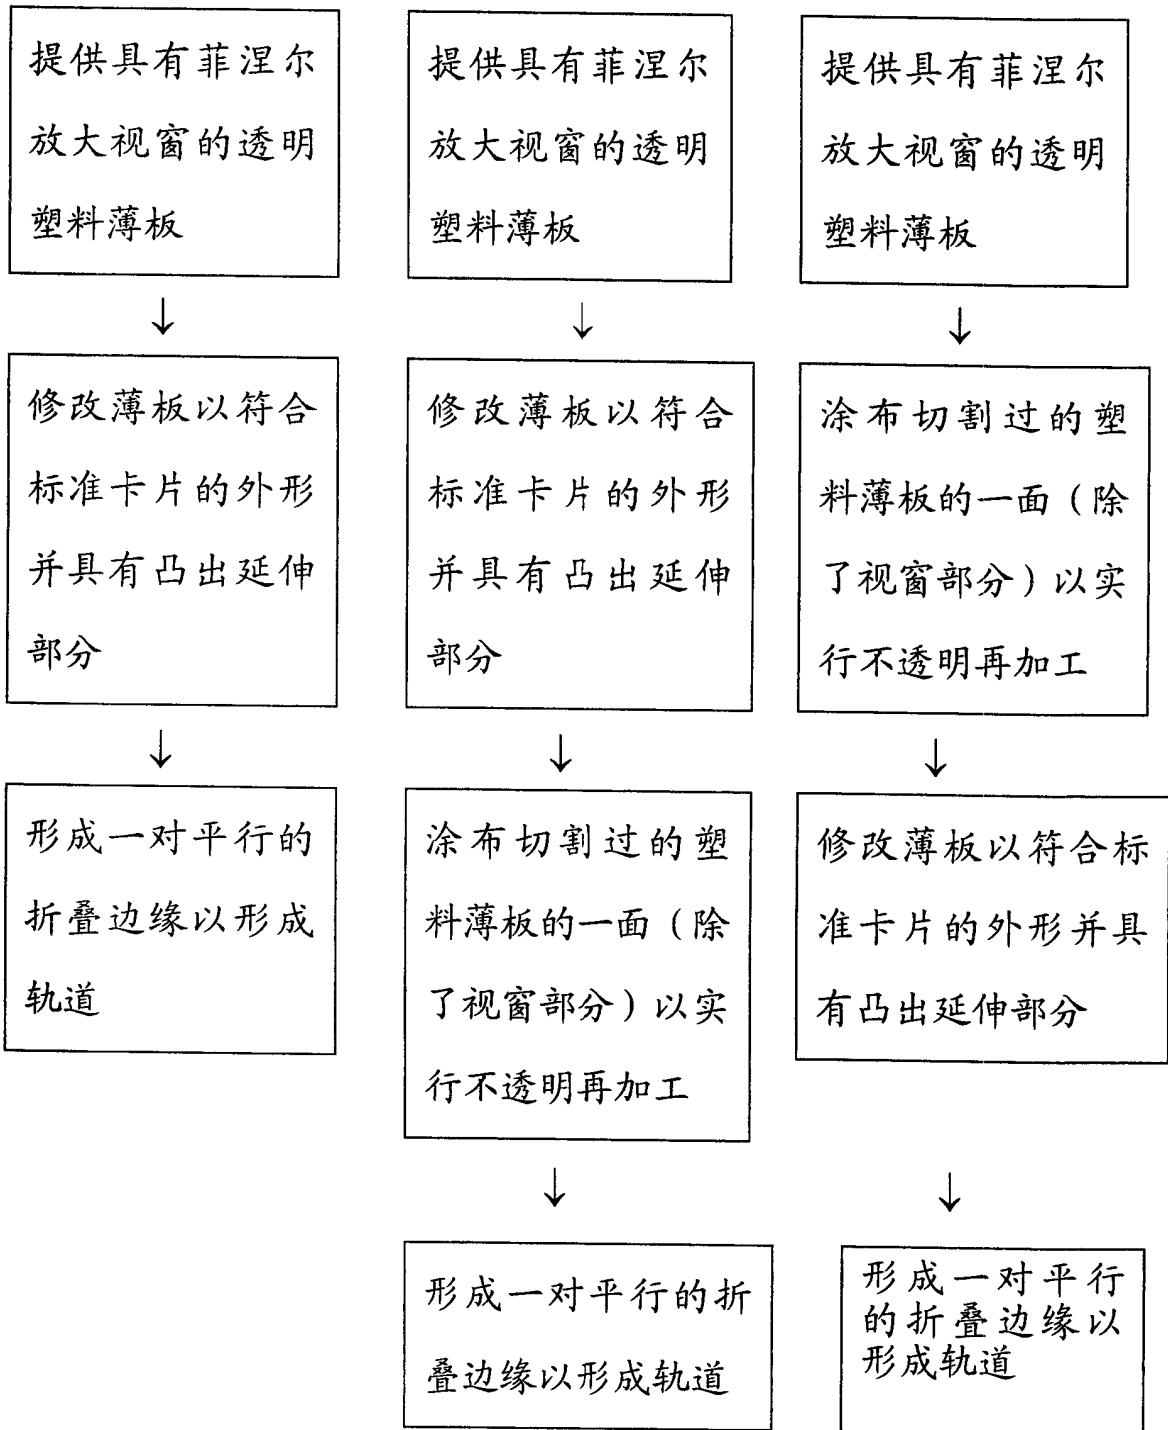 提供具有菲涅尔
放大视窗的透明
塑料薄板
↓
修改薄板以符合
标准卡片的外形
并具有凸出延伸
部分
↓
形成一对平行的
折叠边缘以形成
轨道
提供具有菲涅尔
放大视窗的透明
塑料薄板
↓
修改薄板以符合
标准卡片的外形
并具有凸出延伸
部分
↓
涂布切割过的塑
料薄板的一面（除
了视窗部分）以实
行不透明再加工
↓
形成一对平行的折
叠边缘以形成轨道
提供具有菲涅尔
放大视窗的透明
塑料薄板
↓
涂布切割过的塑
料薄板的一面（除
了视窗部分）以实
行不透明再加工
↓
修改薄板以符合标
准卡片的外形并具
有凸出延伸部分
↓
形成一对平行
的折叠边缘以
形成轨道